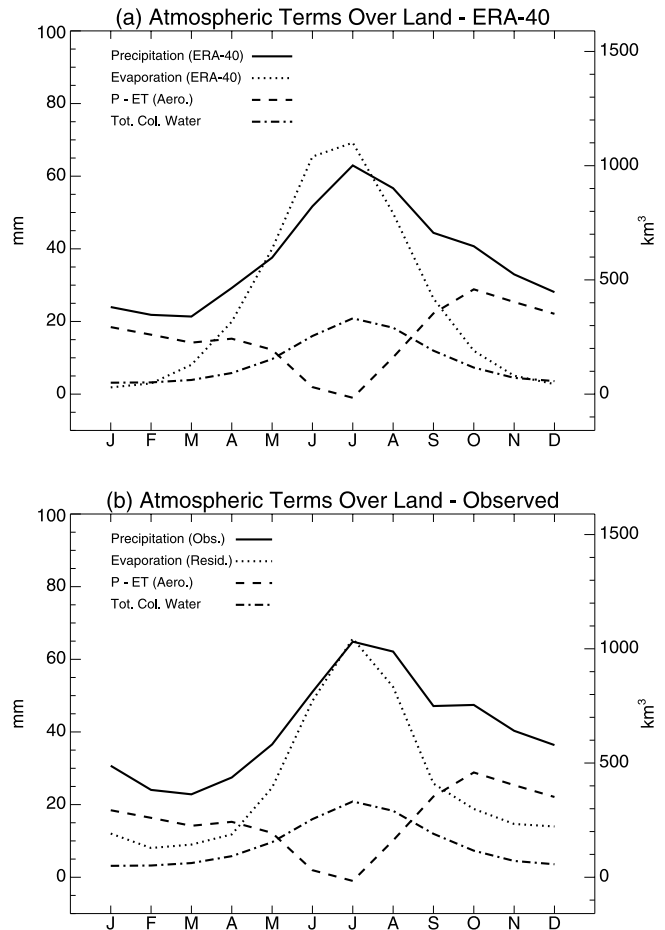 (a) Atmospheric Terms Over Land - ERA-40
100
80
60
40
20
0
mm
Precipitation (ERA-40)
Evaporation (ERA-40)
P - ET (Aero.)
Tot. Col. Water
1500
1000
500
0
km³
J F M A M J J A S O N D
(b) Atmospheric Terms Over Land - Observed
100
80
60
40
20
0
mm
Precipitation (Obs.)
Evaporation (Resid.)
P - ET (Aero.)
Tot. Col. Water
1500
1000
500
0
km³
J F M A M J J A S O N D